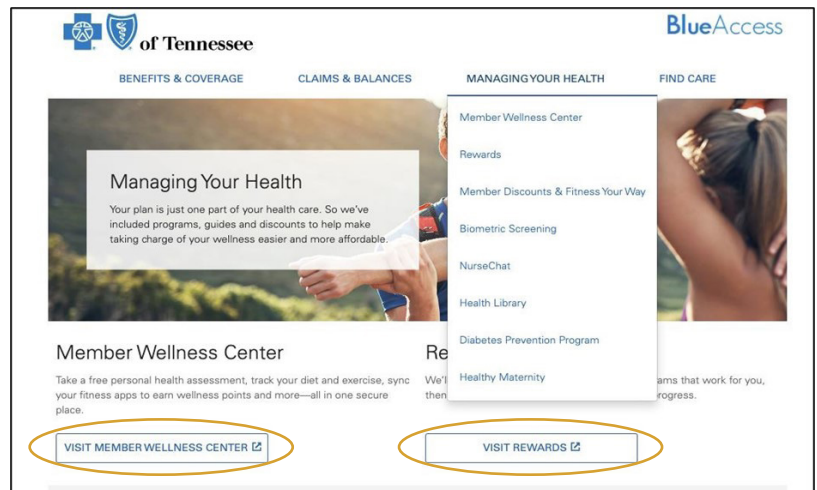 of Tennessee
BlueAccess
BENEFITS & COVERAGE
CLAIMS & BALANCES
MANAGING YOUR HEALTH
FIND CARE
Member Wellness Center
Rewards
Member Discounts & Fitness Your Way
Biometric Screening
NurseChat
Health Library
Diabetes Prevention Program
Healthy Maternity
Managing Your Health
Your plan is just one part of your health care. So we've
included programs, guides and discounts to help make
taking charge of your wellness easier and more affordable.
Member Wellness Center
Take a free personal health assessment, track your diet and exercise, sync
your fitness apps to earn wellness points and more—all in one secure
place.
VISIT MEMBER WELLNESS CENTER
Re
We'l
ams that work for you,
then
rogress.
VISIT REWARDS